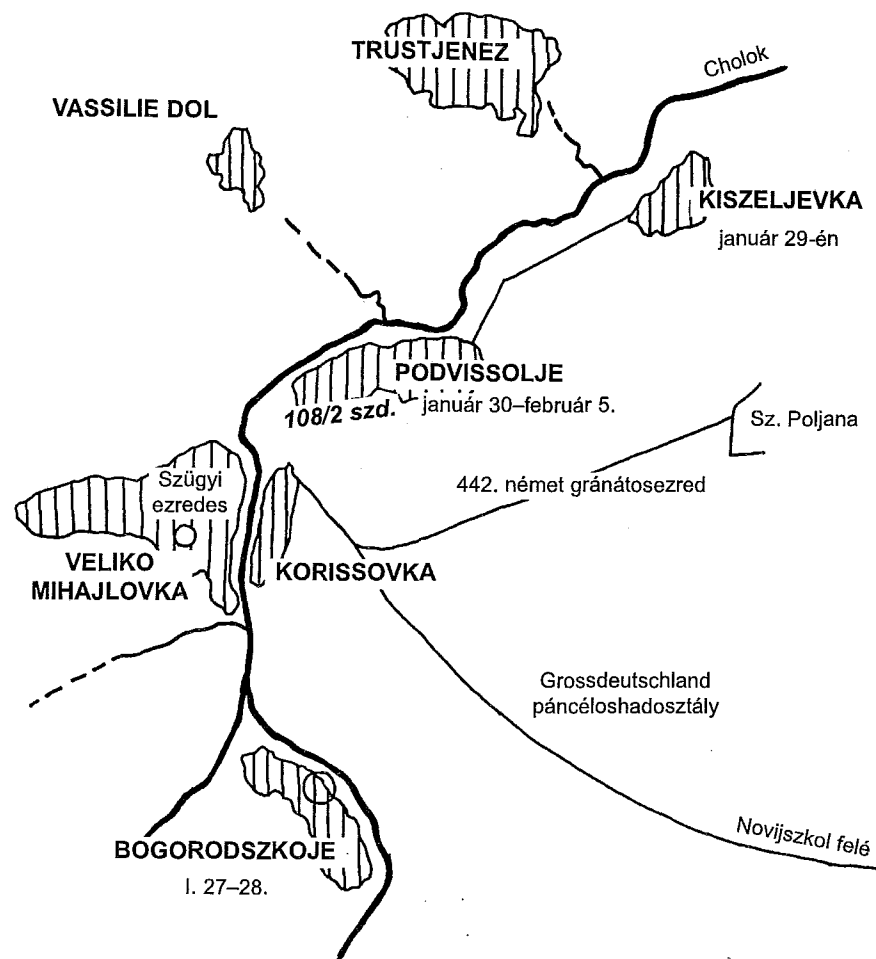 TRUSTJENEZ
Cholok
VASSILIE DOL
KISZELJEVKA
január 29-én
PODVISSOLJE
108/2 szd.
január 30–február 5.
Sz. Poljana
Szügyi
ezredes
442. német gránátosezred
VELIKO
MIHAJLOVKA
KORISSOVKA
Grossdeutschland
páncéloshadosztály
Novijszkol felé
BOGORODSZKOJE
I. 27–28.